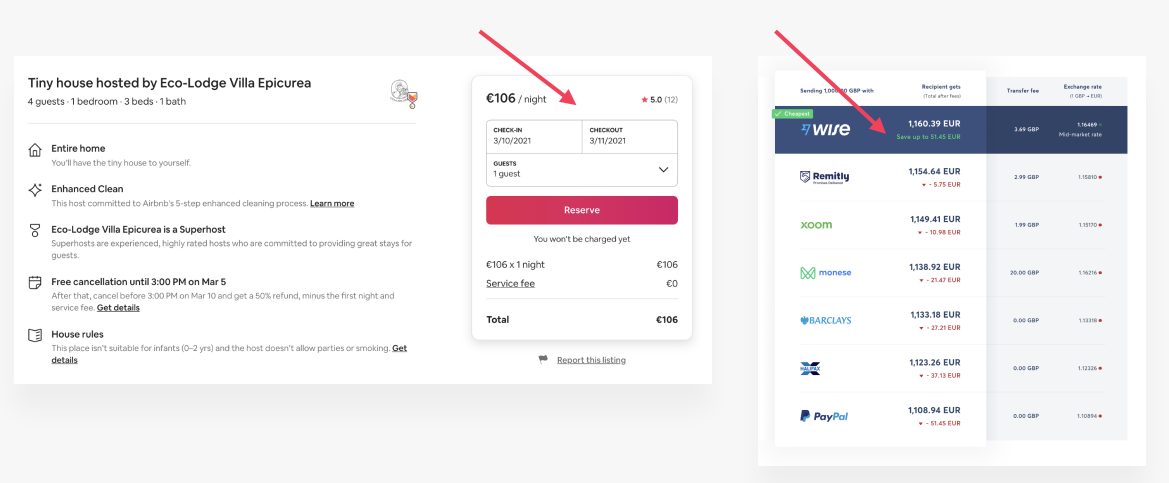 Tiny house hosted by Eco-Lodge Villa Epicurea
4 guests · 1 bedroom · 3 beds · 1 bath
Entire home
You'll have the tiny house to yourself.
Enhanced Clean
This host committed to Airbnb's 5-step enhanced cleaning process. Learn more
Eco-Lodge Villa Epicurea is a Superhost
Superhosts are experienced, highly rated hosts who are committed to providing great stays for
guests.
Free cancellation until 3:00 PM on Mar 5
After that, cancel before 3:00 PM on Mar 10 and get a 50% refund, minus the first night and
service fee. Get details
House rules
This place isn't suitable for infants (0–2 yrs) and the host doesn't allow parties or smoking. Get
details
€106 / night ★ 5.0 (12)
CHECK-IN CHECKOUT
3/10/2021 3/11/2021
GUESTS
1 guest
Reserve
You won't be charged yet
€106 x 1 night €106
Service fee €0
Total €106
Report this listing
Sending GBP with Recipient gets Transfer fee Exchange rate
(Total after fees) (1 GBP → EUR)
✓ Cheapest
wise 1,160.39 EUR 3.69 GBP 1.16469
Save up to 51.45 EUR Mid-market rate
Remitly 1,154.64 EUR 2.99 GBP 1.15810
Promises Delivered ▼ - 5.75 EUR
xoom 1,149.41 EUR 1.99 GBP 1.15170
▼ - 10.98 EUR
monese 1,138.92 EUR 20.00 GBP 1.16216
▼ - 21.47 EUR
BARCLAYS 1,133.18 EUR 0.00 GBP 1.13318
▼ - 27.21 EUR
HALIFAX 1,123.26 EUR 0.00 GBP 1.12326
▼ - 37.13 EUR
PayPal 1,108.94 EUR 0.00 GBP 1.10894
▼ - 51.45 EUR